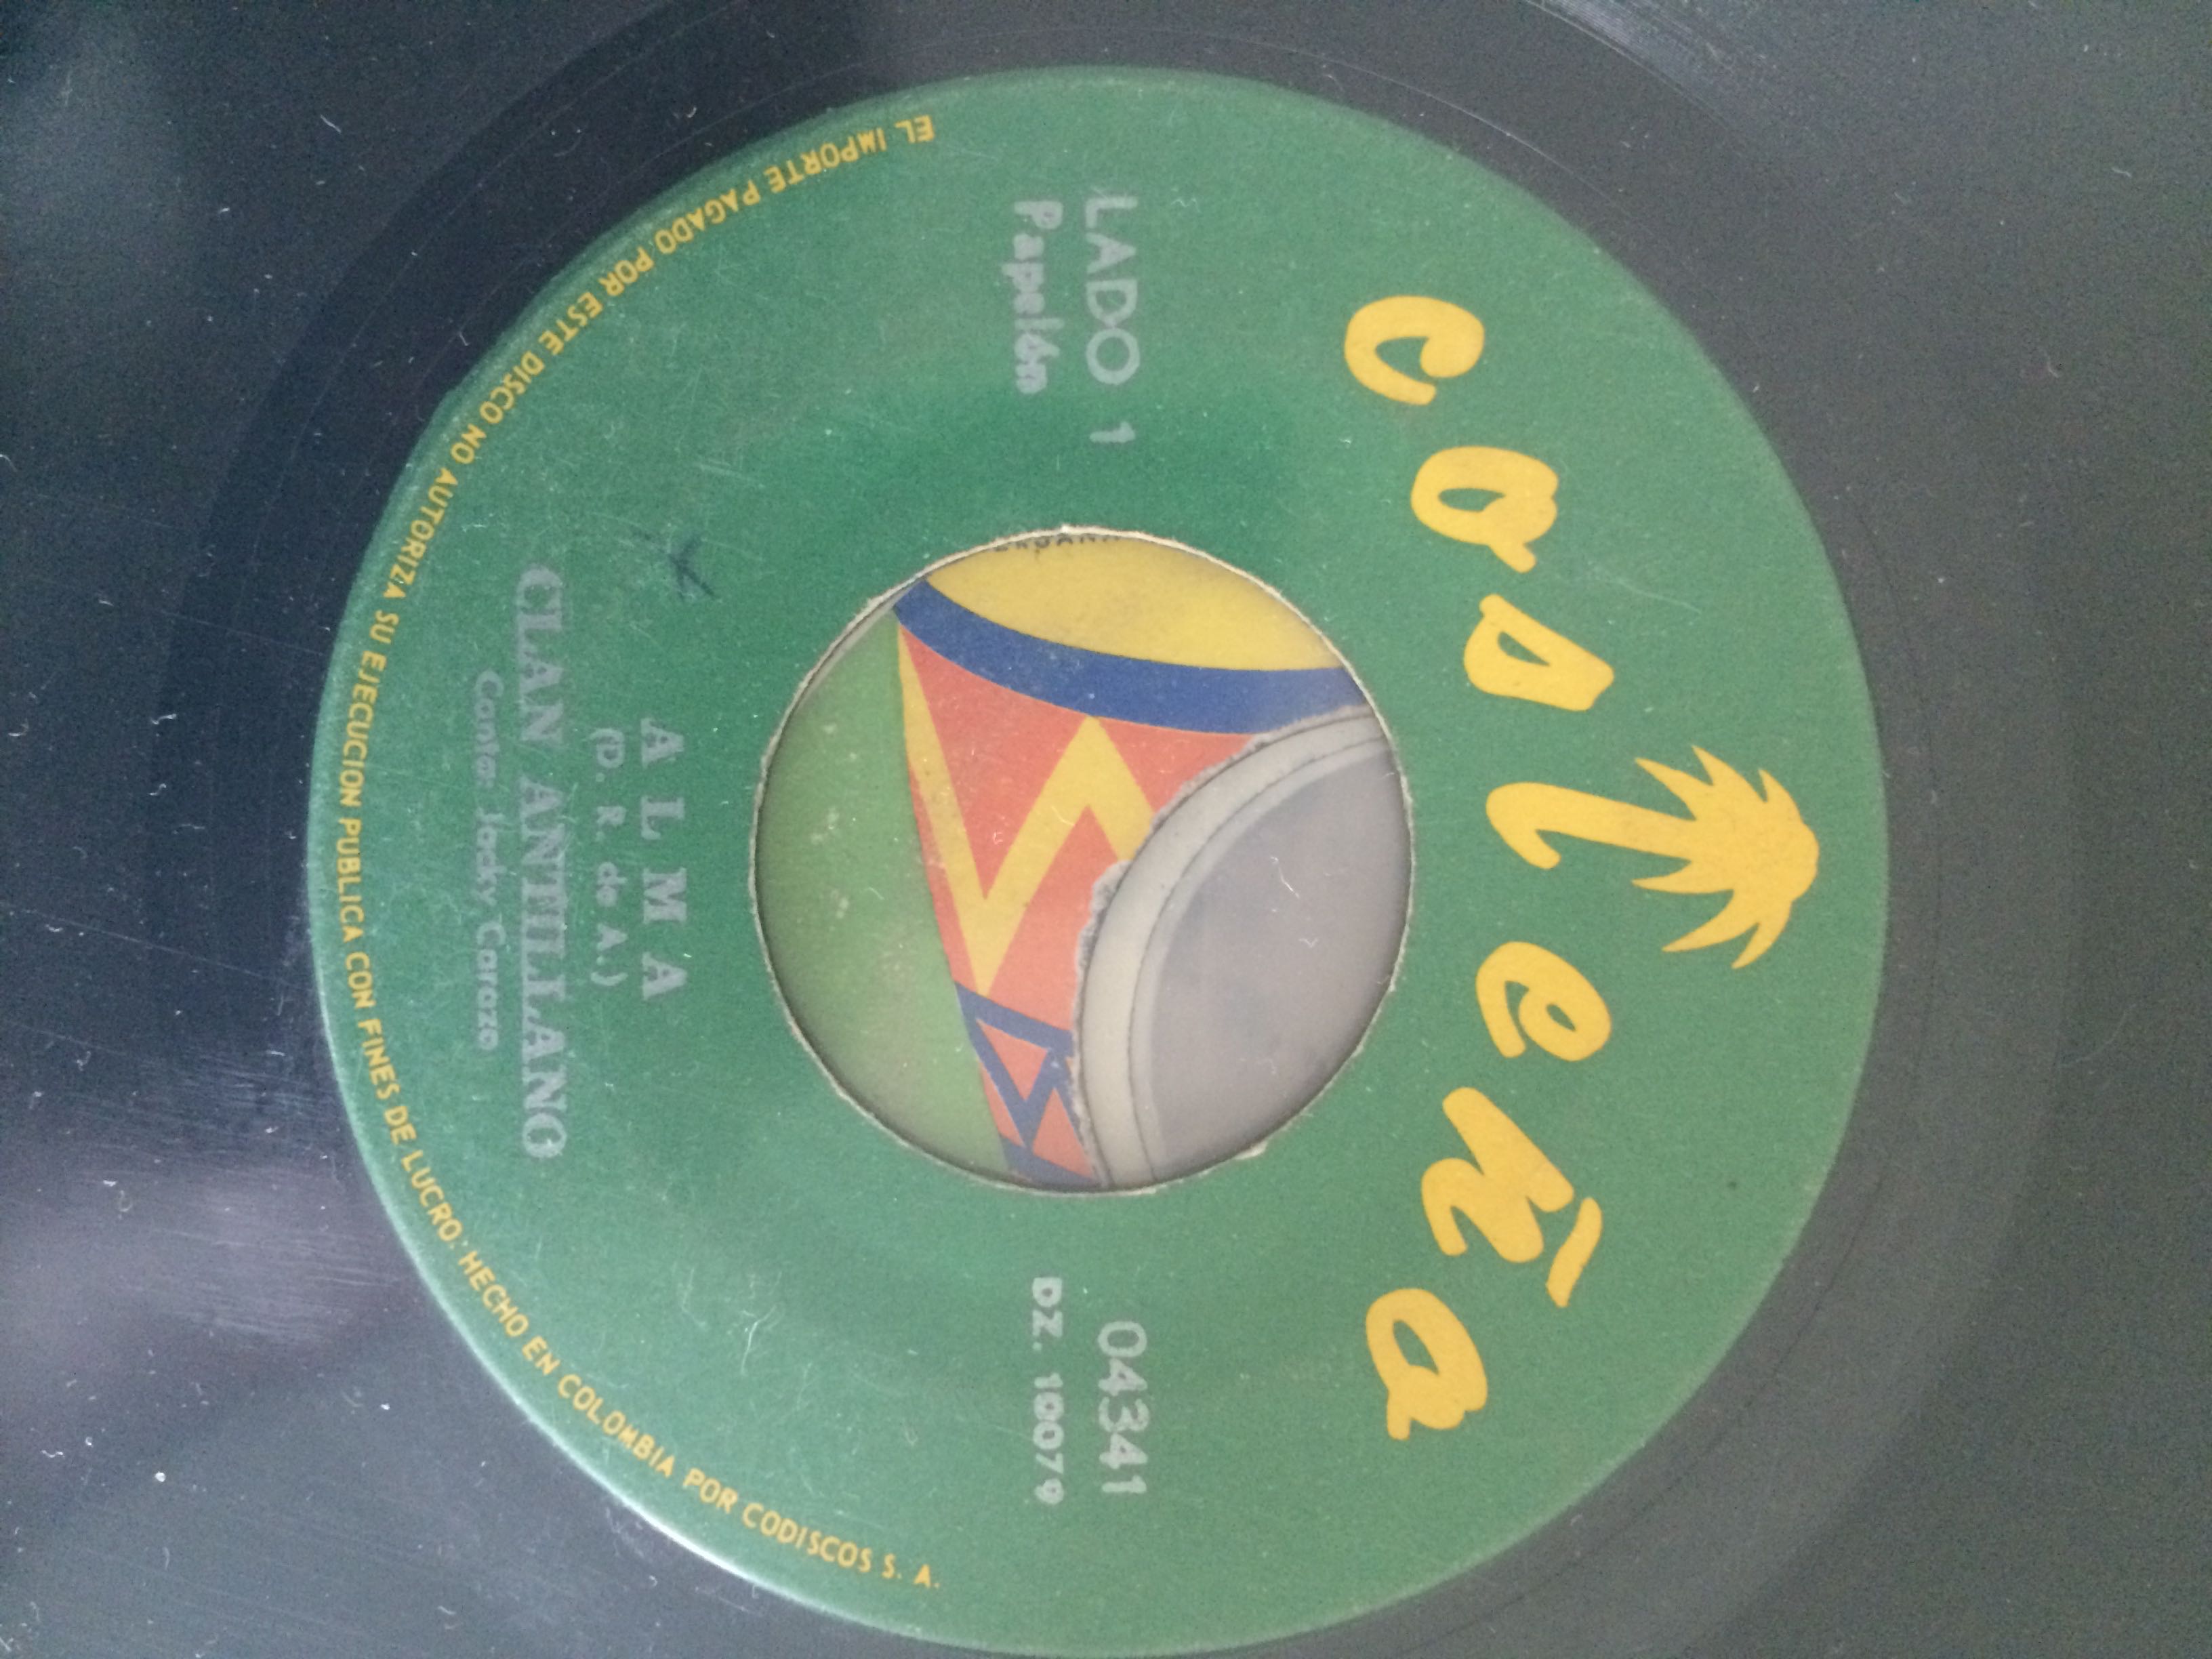 Costeño
LADO 1
Papelón
04341
DZ. 10079
A L M A
(D. R. de A.)
CLAN ANTILLANO
Canta: Jacky Carazo
EL IMPORTE PAGADO POR ESTE DISCO NO AUTORIZA SU EJECUCION PUBLICA CON FINES DE LUCRO. HECHO EN COLOMBIA POR CODISCOS S. A.